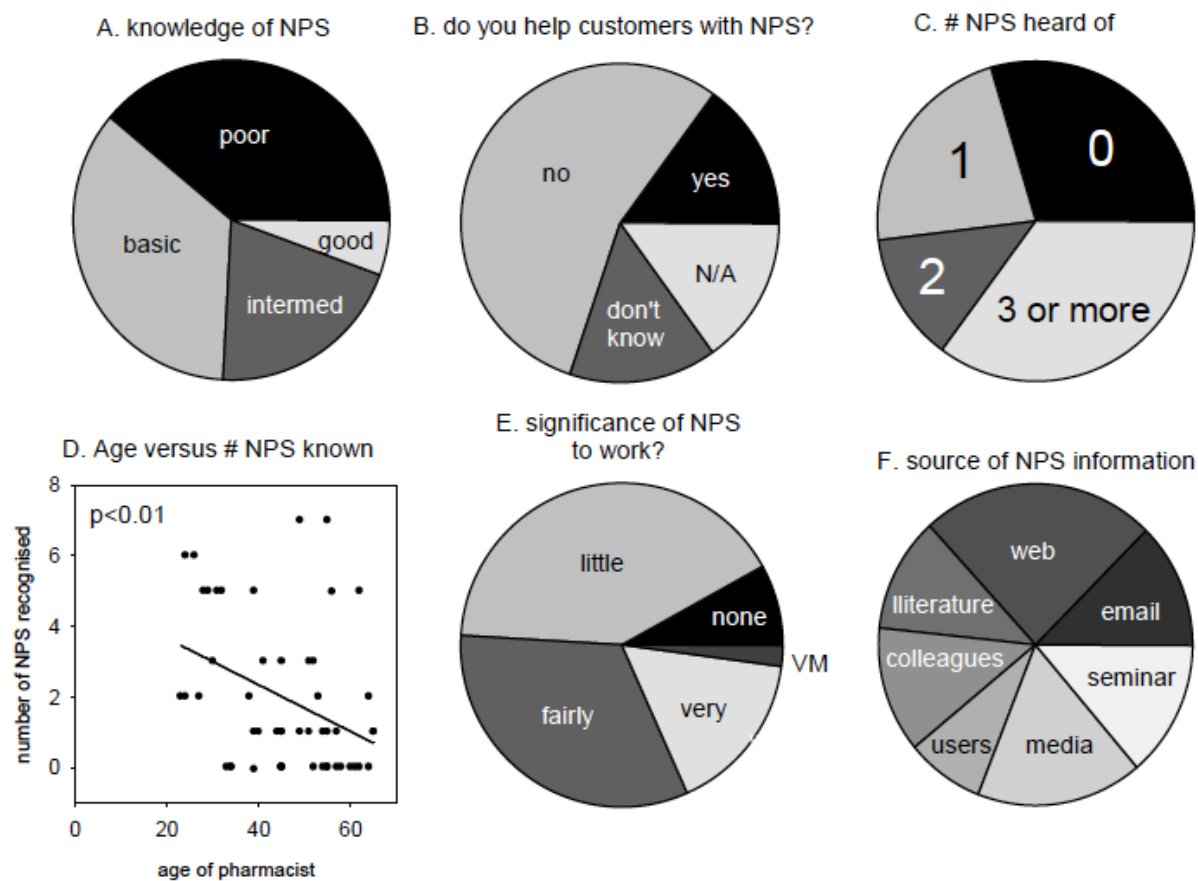 A. knowledge of NPS
poor
basic
good
intermed
B. do you help customers with NPS?
no
yes
N/A
don't
know
C. # NPS heard of
0
1
2
3 or more
D. Age versus # NPS known
p<0.01
number of NPS recognised
8
6
4
2
0
0 20 40 60
age of pharmacist
E. significance of NPS
to work?
little
none
VM
very
fairly
F. source of NPS information
web
email
lliterature
colleagues
seminar
users
media